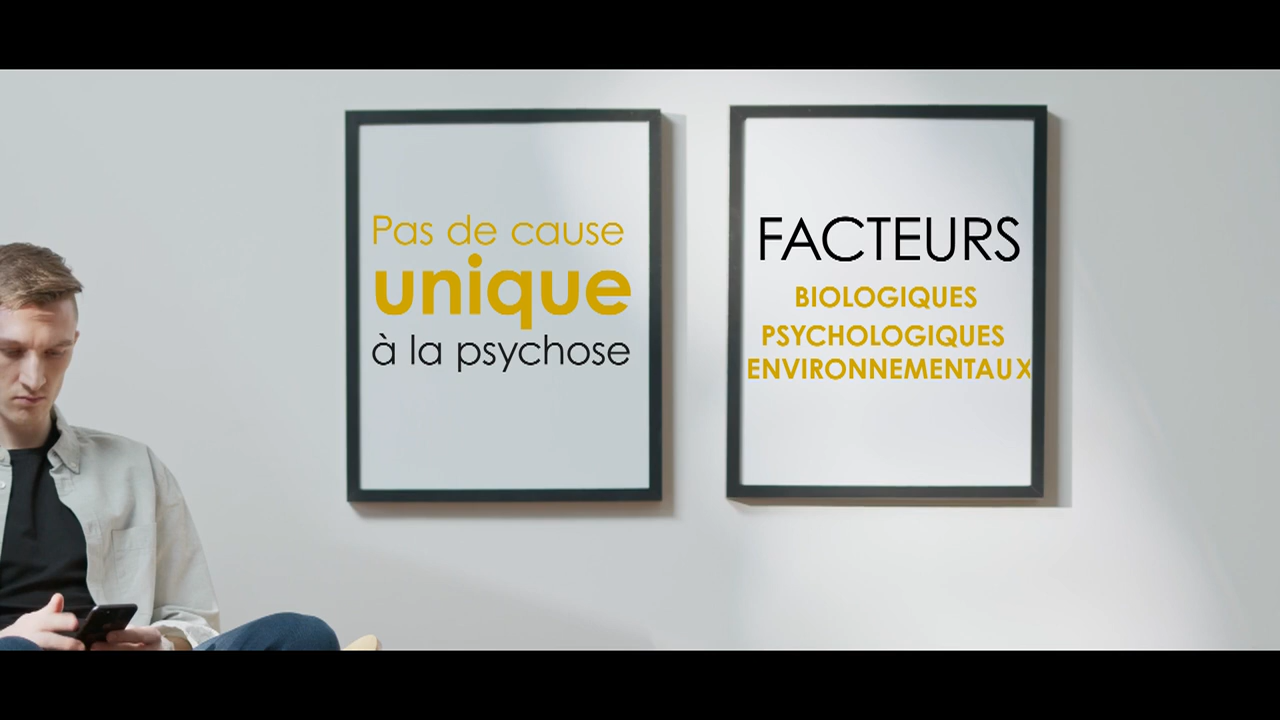 Pas de cause
unique
à la psychose
FACTEURS
BIOLOGIQUES
PSYCHOLOGIQUES
ENVIRONNEMENTAUX